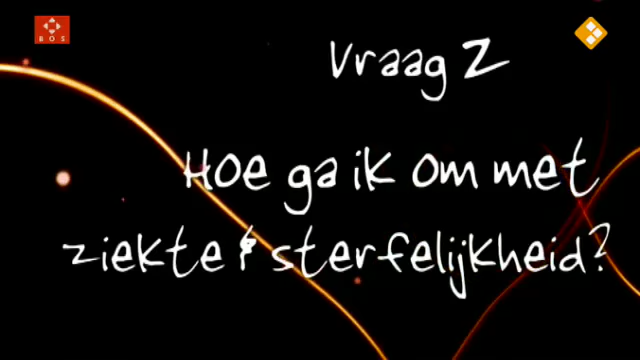 BOS
Vraag 2
Hoe ga ik om met
ziekte & sterfelijkheid?